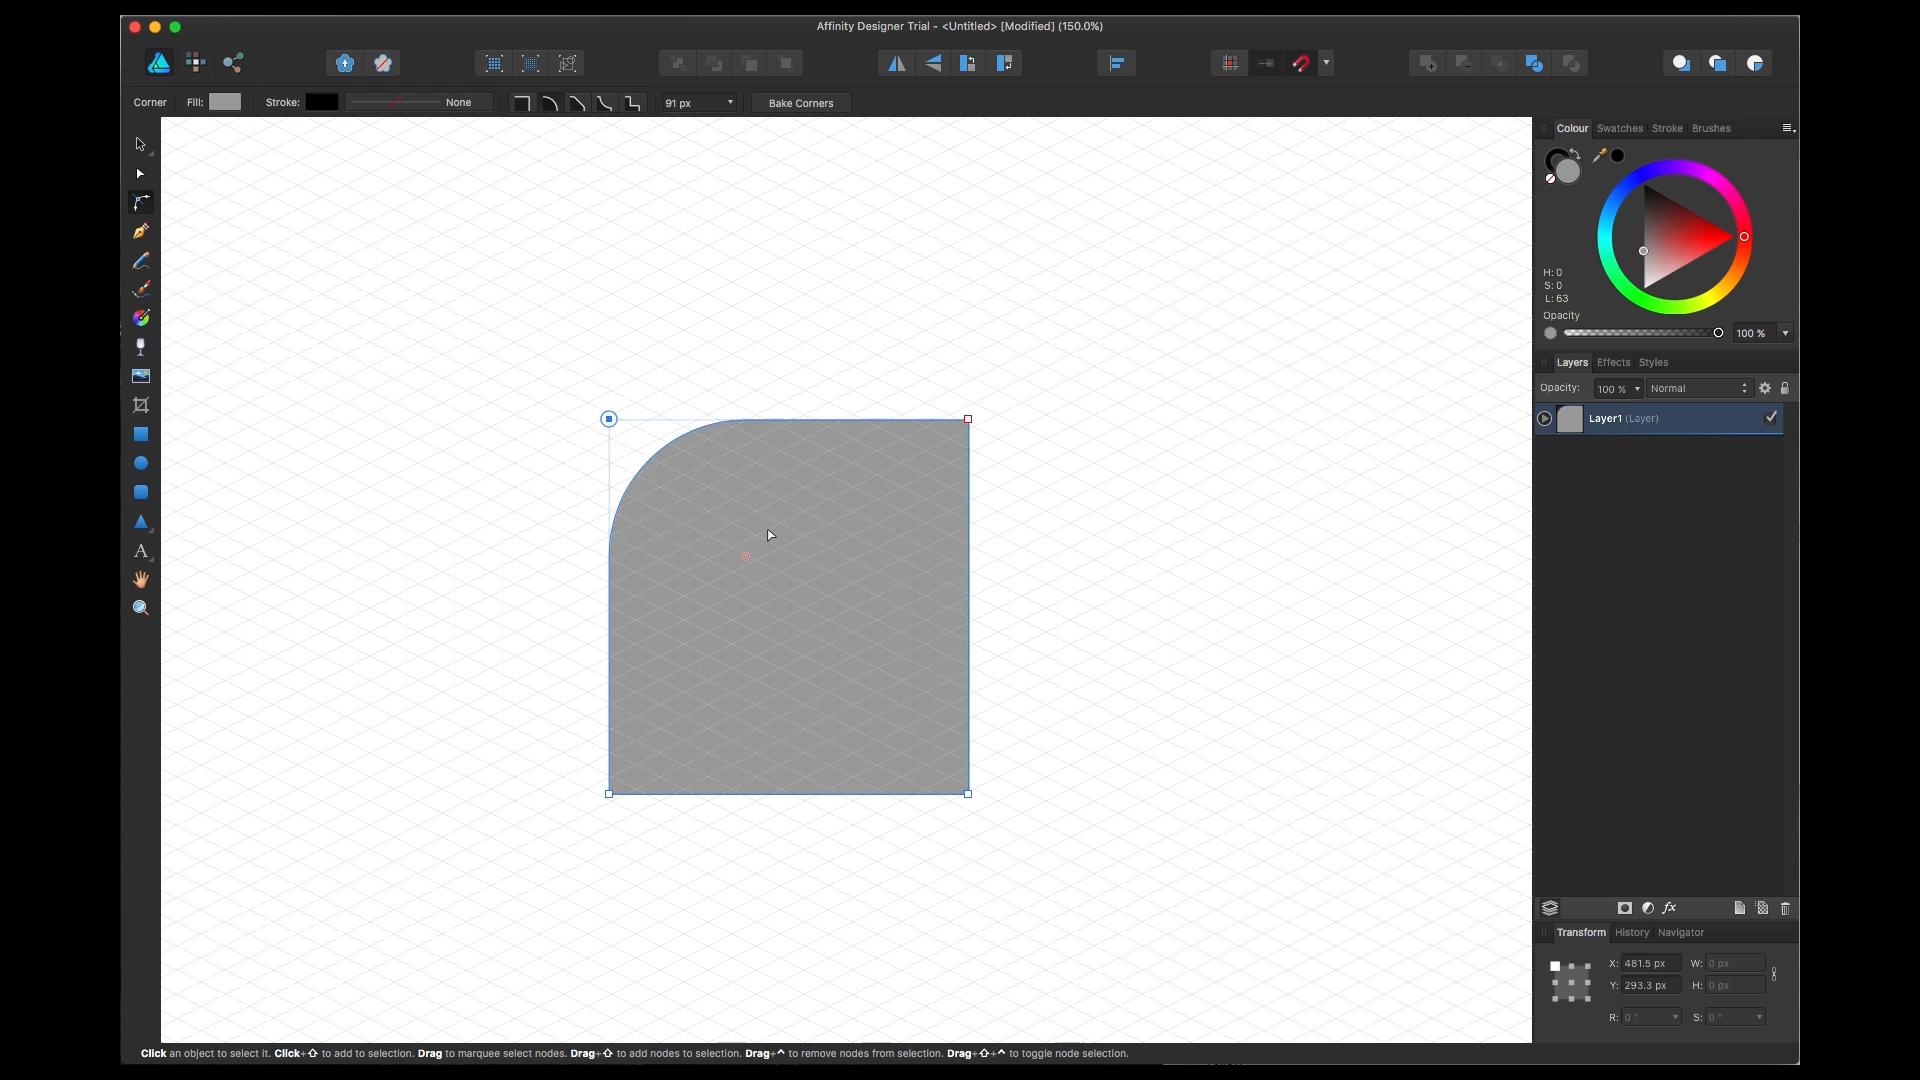 Affinity Designer Trial - <Untitled> [Modified] (150.0%)
Corner Fill: Stroke: None 91 px Bake Corners
Colour Swatches Stroke Brushes
H: 0
S: 0
L: 63
Opacity
100 %
Layers Effects Styles
Opacity: 100 % Normal
Layer1 (Layer)
A
fx
Transform History Navigator
X: 481.5 px W: 0 px
Y: 293.3 px H: 0 px
R: 0 ° S: 0 °
Click an object to select it. Click+⇧ to add to selection. Drag to marquee select nodes. Drag+⇧ to add nodes to selection. Drag+⌃ to remove nodes from selection. Drag+⇧+⌃ to toggle node selection.